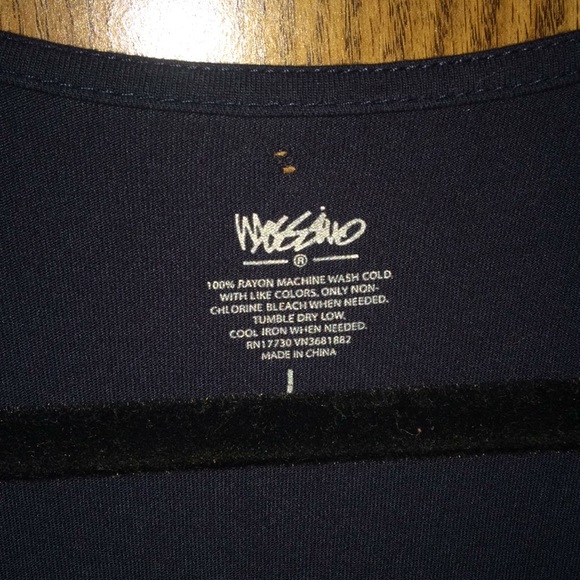 Mossimo
®
100% RAYON MACHINE WASH COLD.
WITH LIKE COLORS. ONLY NON-
CHLORINE BLEACH WHEN NEEDED.
TUMBLE DRY LOW.
COOL IRON WHEN NEEDED.
RN17730 VN3681882
MADE IN CHINA